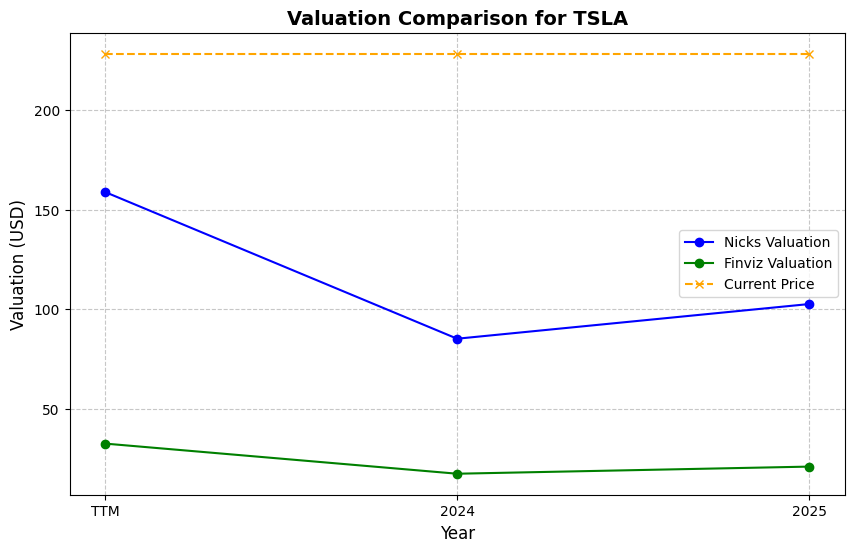 Valuation Comparison for TSLA
Valuation (USD)
200
150
100
50
Nicks Valuation
Finviz Valuation
Current Price
TTM
2024
2025
Year